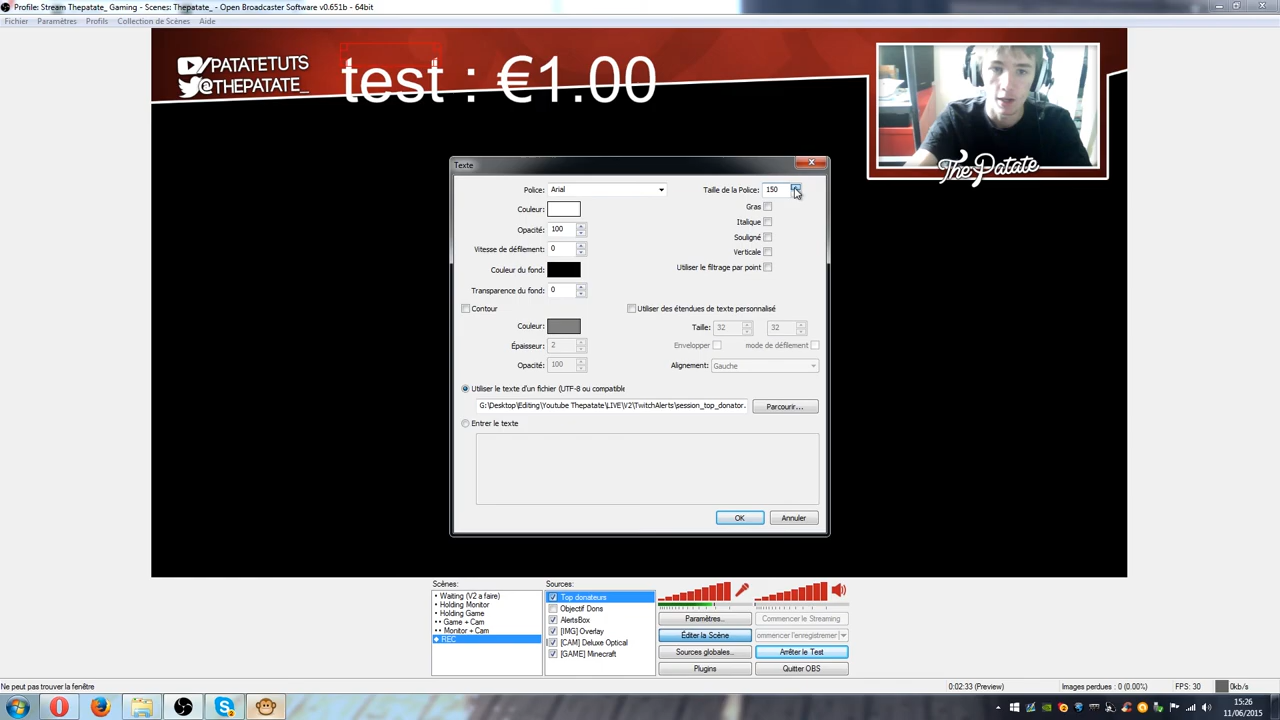 Profile: Stream Thepatate_ Gaming - Scenes: Thepatate_ - Open Broadcaster Software v0.651b - 64bit
Fichier Paramètres Profils Collection de Scènes Aide
/PATATETUTS
@THEPATATE_
test : €1.00
ThePatate
Texte
Police: Arial
Taille de la Police: 150
Couleur:
Gras
Opacité: 100
Italique
Souligné
Vitesse de défilement: 0
Verticale
Couleur du fond:
Utiliser le filtrage par point
Transparence du fond: 0
Contour
Utiliser des étendues de texte personnalisé
Couleur:
Taille: 32 32
Épaisseur: 2
Envelopper mode de défilement
Opacité: 100
Alignement: Gauche
Utiliser le texte d'un fichier (UTF-8 ou compatible
G:\Desktop\Editing\Youtube Thepatate\LIVE\V2\TwitchAlerts\session_top_donator.
Parcourir...
Entrer le texte
OK Annuler
Scènes:
Waiting (V2 a faire)
Holding Monitor
Holding Game
Game + Cam
Monitor + Cam
REC
Sources:
Top donateurs
Objectif Dons
AlertsBox
[IMG] Overlay
[CAM] Deluxe Optical
[GAME] Minecraft
Paramètres... Commencer le Streaming
Éditer la Scène ommencer l'enregistremer
Sources globales... Arrêter le Test
Plugins Quitter OBS
Ne peut pas trouver la fenêtre
0:02:33 (Preview)
Images perdues : 0 (0.00%)
FPS: 30
0kb/s
15:26
11/06/2015